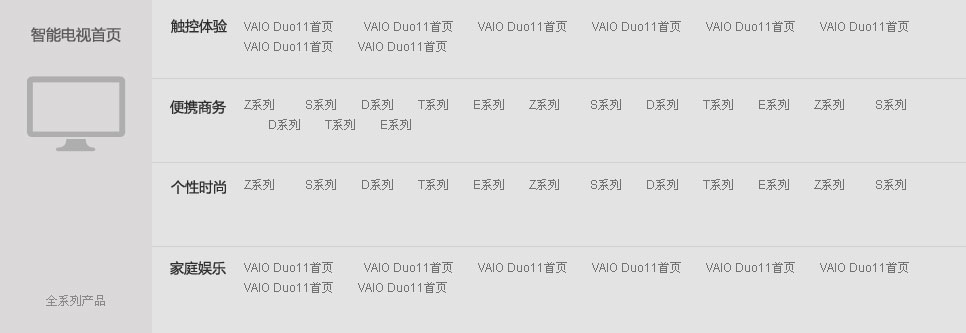 智能电视首页
全系列产品
触控体验 VAIO Duo11首页 VAIO Duo11首页 VAIO Duo11首页 VAIO Duo11首页 VAIO Duo11首页 VAIO Duo11首页
VAIO Duo11首页 VAIO Duo11首页
便携商务 Z系列 S系列 D系列 T系列 E系列 Z系列 S系列 D系列 T系列 E系列 Z系列 S系列
D系列 T系列 E系列
个性时尚 Z系列 S系列 D系列 T系列 E系列 Z系列 S系列 D系列 T系列 E系列 Z系列 S系列
家庭娱乐 VAIO Duo11首页 VAIO Duo11首页 VAIO Duo11首页 VAIO Duo11首页 VAIO Duo11首页 VAIO Duo11首页
VAIO Duo11首页 VAIO Duo11首页